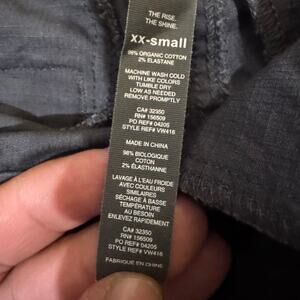 THE RISE.
THE SHINE.
xx-small
98% ORGANIC COTTON
2% ELASTANE
MACHINE WASH COLD
WITH LIKE COLORS
TUMBLE DRY
LOW AS NEEDED
REMOVE PROMPTLY
CA# 32350
RN# 156509
PO REF# 04205
STYLE REF# VW416
MADE IN CHINA
98% BIOLOGIQUE
COTON
2% ÉLASTHANNE
LAVAGE À L'EAU FROIDE
AVEC COULEURS
SIMILAIRES
SÉCHAGE À BASSE
TEMPÉRATURE
AU BESOIN
ENLEVEZ RAPIDEMENT
CA# 32350
RN# 156509
PO REF# 04205
STYLE REF# VW416
FABRIQUÉ EN CHINE